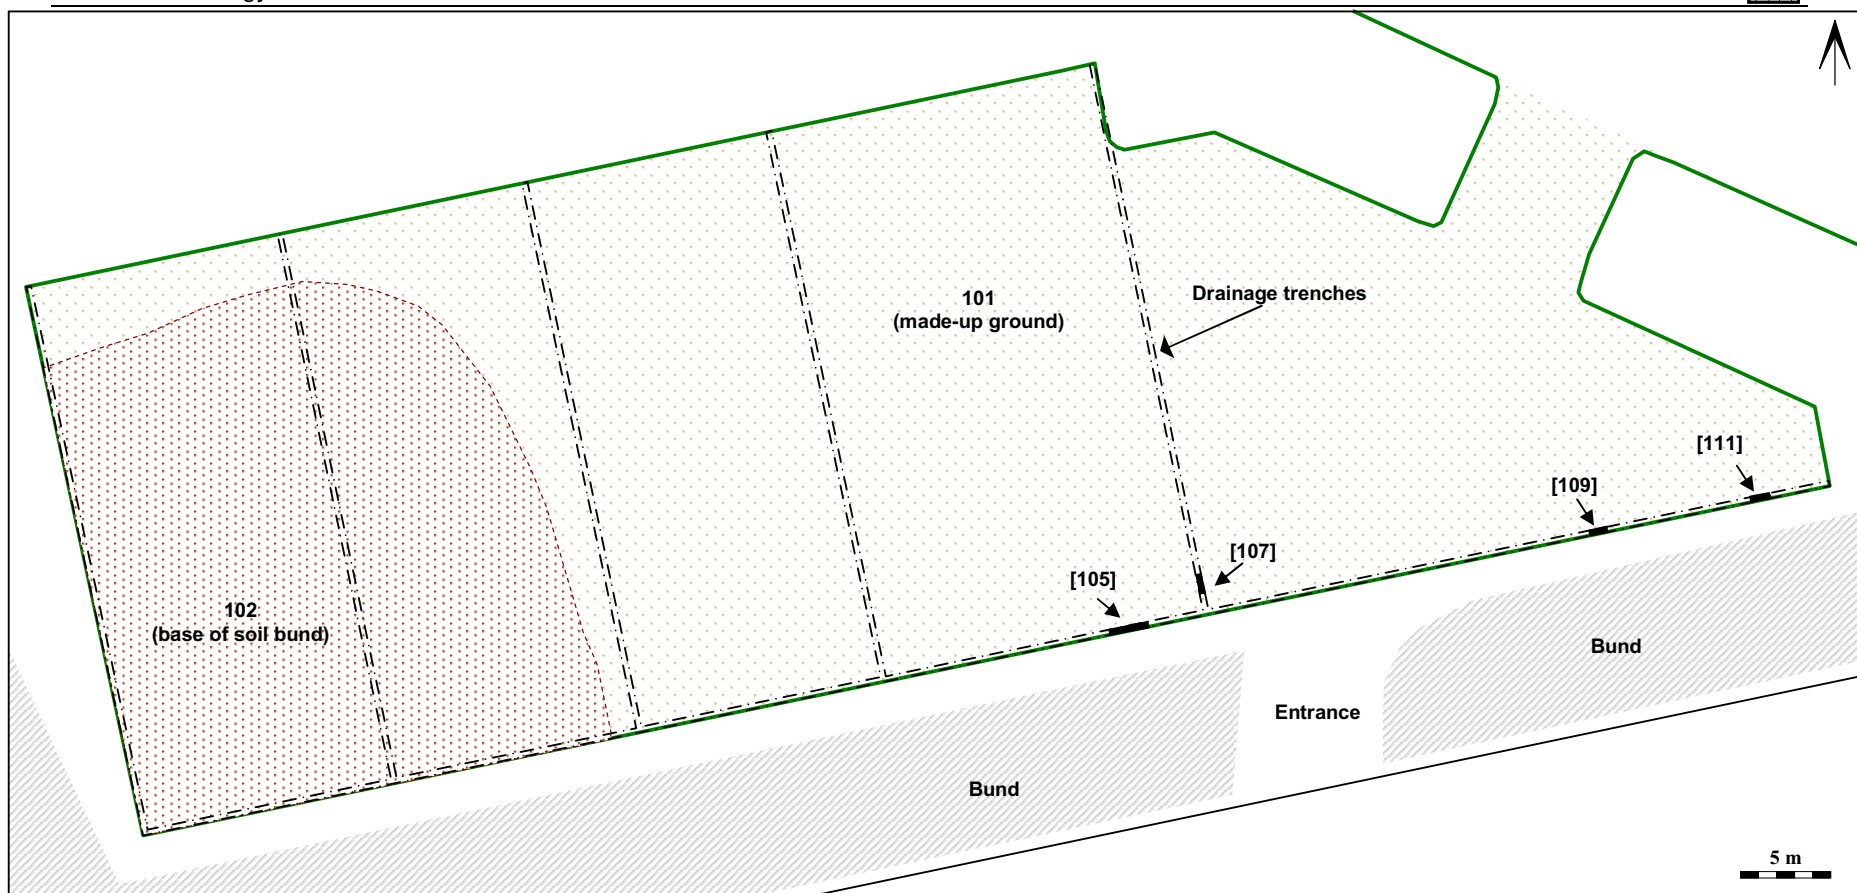 101
(made-up ground)
Drainage trenches
[111]
[109]
[107]
[105]
102
(base of soil bund)
Bund
Entrance
Bund
5 m